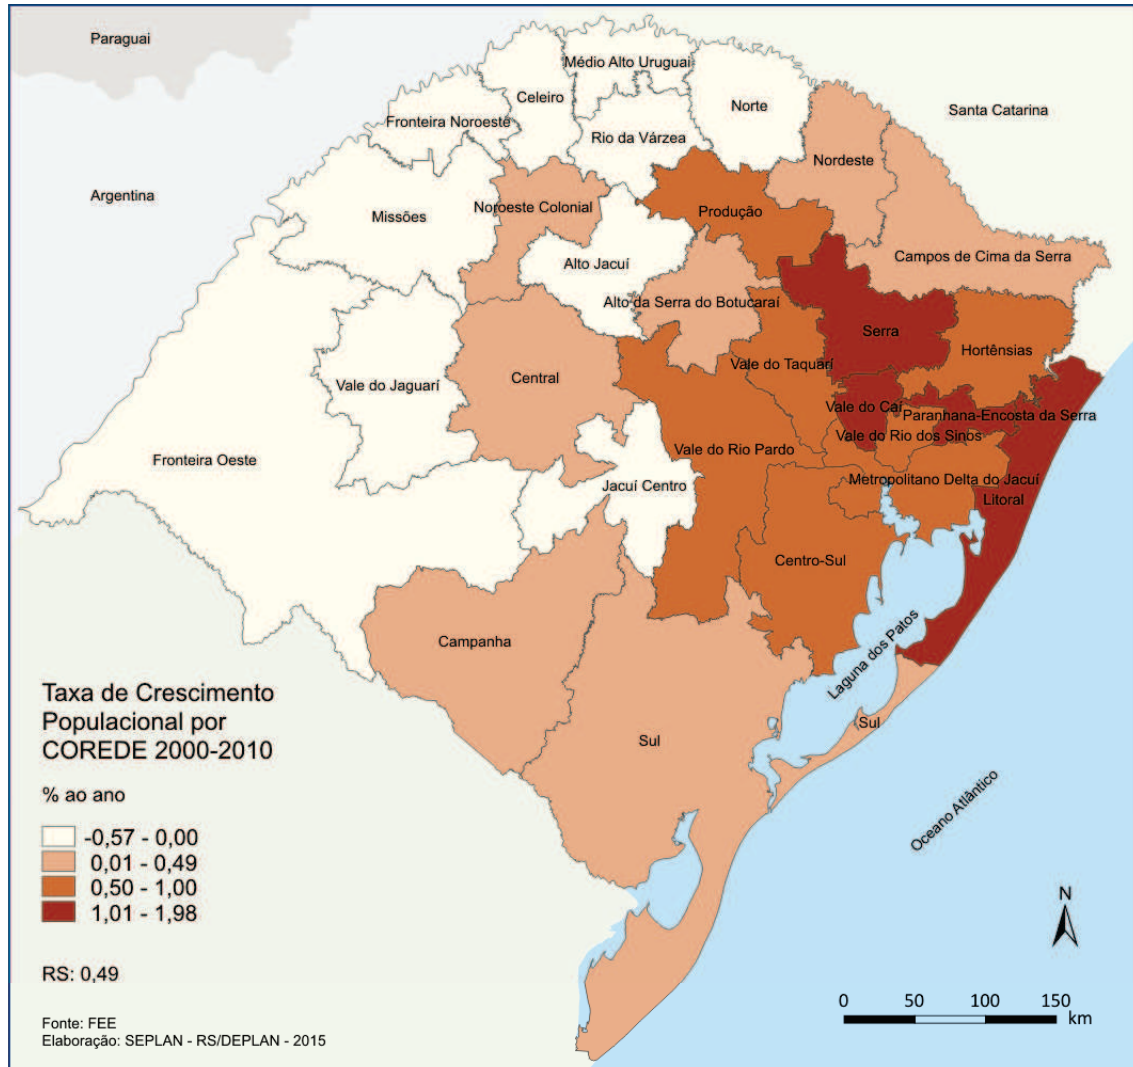 Paraguai
Médio Alto Uruguai
Celeiro
Norte
Santa Catarina
Fronteira Noroeste
Rio da Várzea
Nordeste
Argentina
Missões
Noroeste Colonial
Produção
Alto Jacuí
Campos de Cima da Serra
Alto da Serra do Botucaraí
Serra
Hortênsias
Vale do Taquarí
Central
Vale do Jaguarí
Vale do Caí
Paranhana-Encosta da Serra
Vale do Rio dos Sinos
Vale do Rio Pardo
Fronteira Oeste
Metropolitano Delta do Jacuí
Jacuí Centro
Litoral
Centro-Sul
Campanha
Laguna dos Patos
Sul
Sul
Oceano Atlântico
Taxa de Crescimento
Populacional por
COREDE 2000-2010
% ao ano
-0,57 - 0,00
0,01 - 0,49
0,50 - 1,00
1,01 - 1,98
RS: 0,49
Fonte: FEE
Elaboração: SEPLAN - RS/DEPLAN - 2015
N
0 50 100 150
km